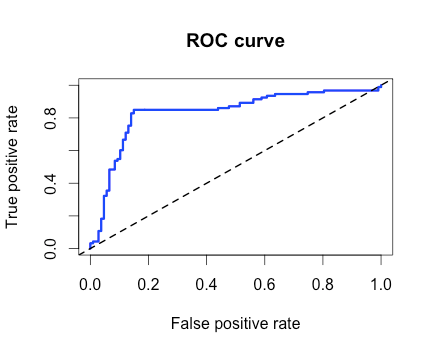 ROC curve
True positive rate
0.8
0.4
0.0
0.0 0.2 0.4 0.6 0.8 1.0
False positive rate